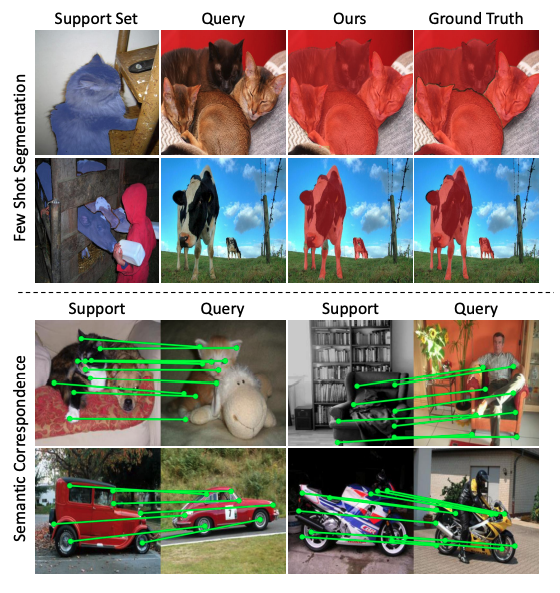 Support Set Query Ours Ground Truth
Few Shot Segmentation
Support Query Support Query
Semantic Correspondence